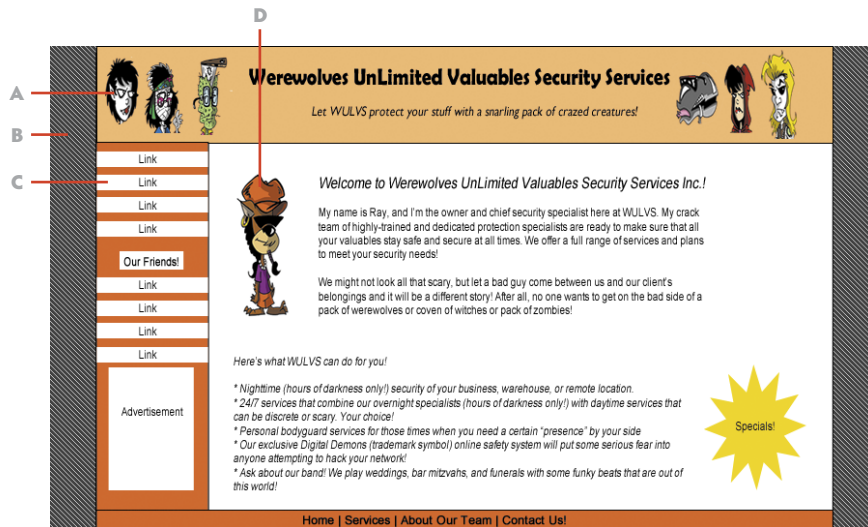 D
A
B
C
Werewolves UnLimited Valuables Security Services
Let WULVS protect your stuff with a snarling pack of crazed creatures!
Link
Link
Link
Link
Our Friends!
Link
Link
Link
Link
Advertisement
Welcome to Werewolves UnLimited Valuables Security Services Inc.!
My name is Ray, and I'm the owner and chief security specialist here at WULVS. My crack
team of highly-trained and dedicated protection specialists are ready to make sure that all
your valuables stay safe and secure at all times. We offer a full range of services and plans
to meet your security needs!
We might not look all that scary, but let a bad guy come between us and our client's
belongings and it will be a different story! After all, no one wants to get on the bad side of a
pack of werewolves or coven of witches or pack of zombies!
Here's what WULVS can do for you!
* Nighttime (hours of darkness only!) security of your business, warehouse, or remote location.
* 24/7 services that combine our overnight specialists (hours of darkness only!) with daytime services that
can be discrete or scary. Your choice!
* Personal bodyguard services for those times when you need a certain “presence” by your side
* Our exclusive Digital Demons (trademark symbol) online safety system will put some serious fear into
anyone attempting to hack your network!
* Ask about our band! We play weddings, bar mitzvahs, and funerals with some funky beats that are out of
this world!
Specials!
Home | Services | About Our Team | Contact Us!